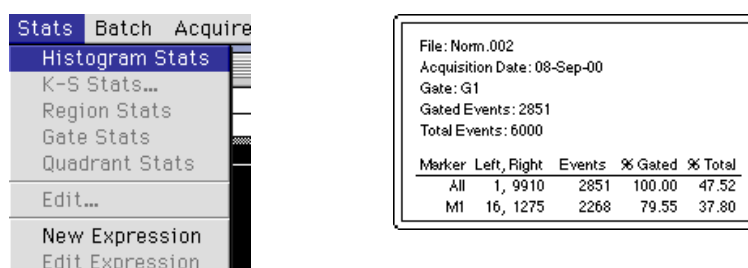 Stats Batch Acquire
Histogram Stats
K-S Stats...
Region Stats
Gate Stats
Quadrant Stats
Edit...
New Expression
Edit Expression
File: Norm.002
Acquisition Date: 08-Sep-00
Gate: G1
Gated Events: 2851
Total Events: 6000
Marker Left, Right Events % Gated % Total
All 1, 9910 2851 100.00 47.52
M1 16, 1275 2268 79.55 37.80